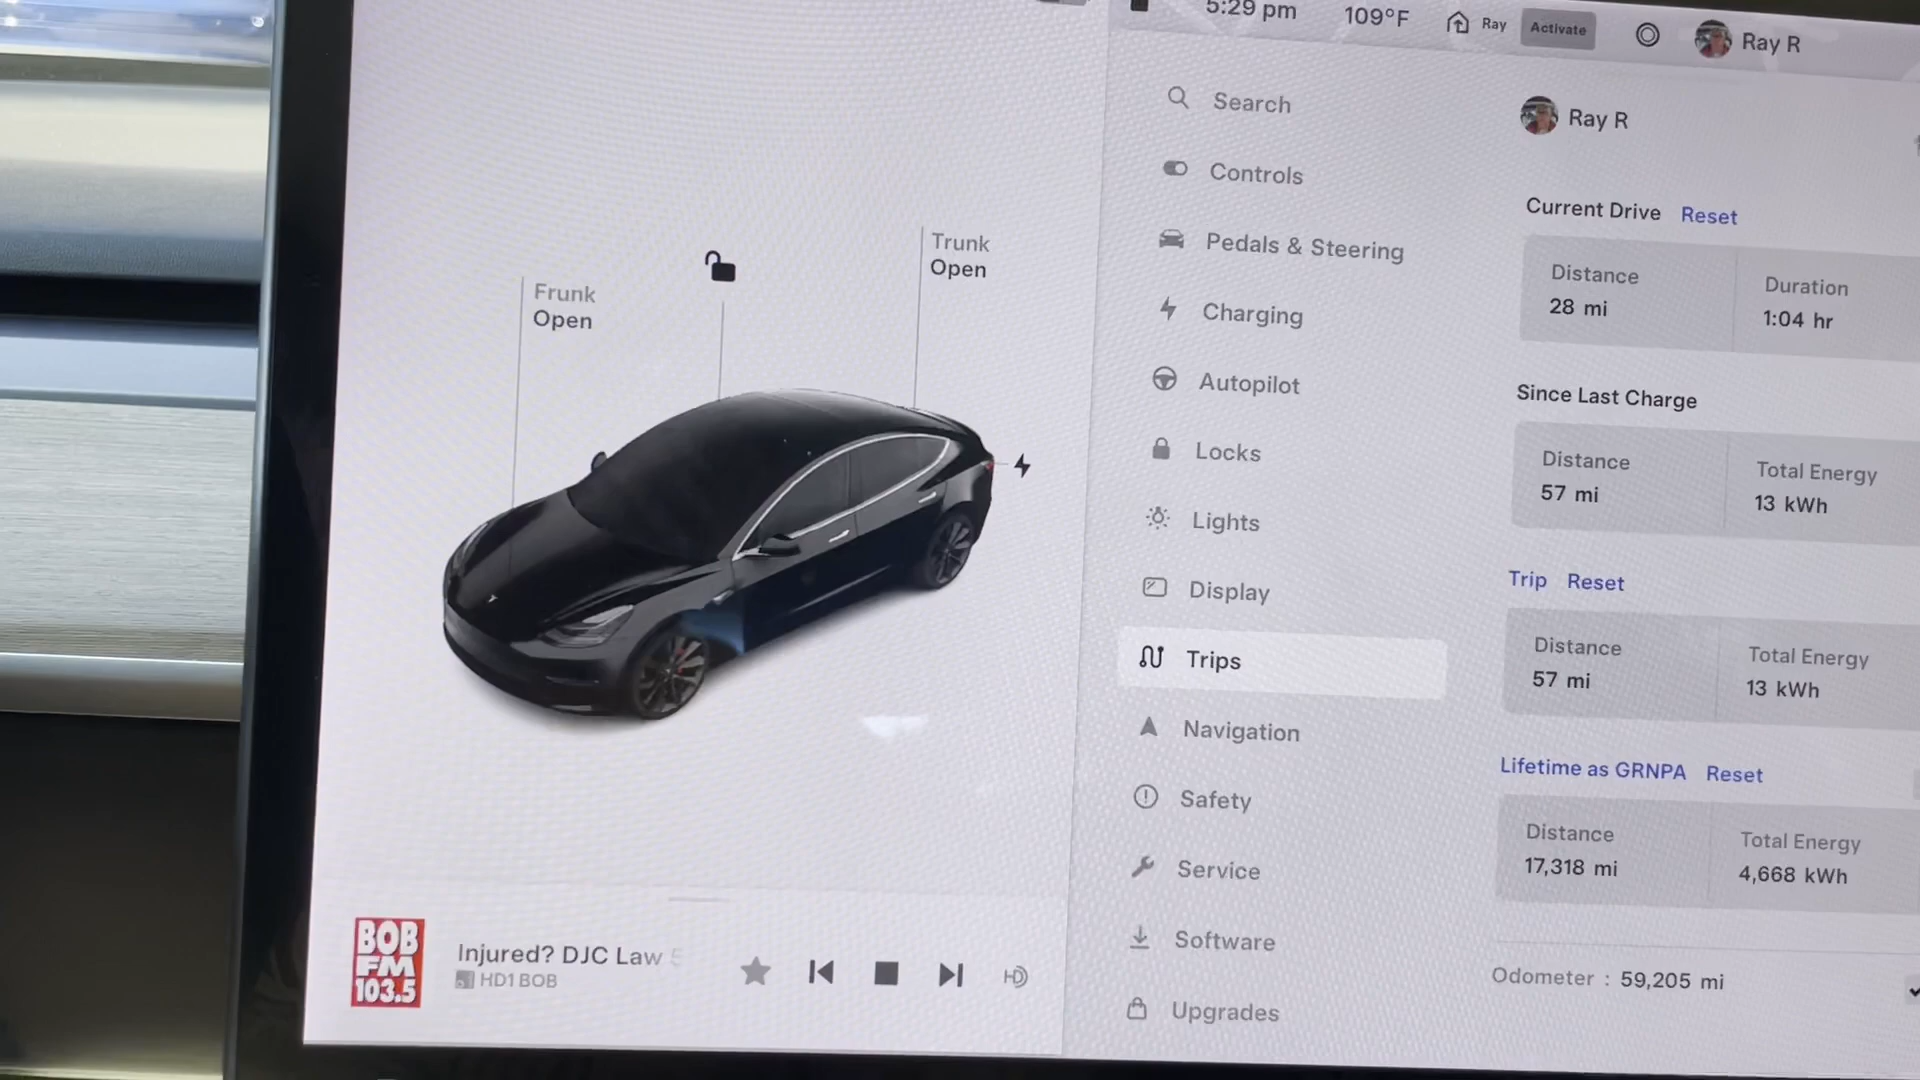 5:29 pm
109°F
Ray
Activate
Ray R
Trunk
Open
Frunk
Open
BOB
FM
103.5
Injured? DJC Law
HD1 BOB
HD
Search
Controls
Pedals & Steering
Charging
Autopilot
Locks
Lights
Display
Trips
Navigation
Safety
Service
Software
Upgrades
Ray R
Current Drive Reset
Distance
28 mi
Duration
1:04 hr
Since Last Charge
Distance
57 mi
Total Energy
13 kWh
Trip Reset
Distance
57 mi
Total Energy
13 kWh
Lifetime as GRNPA Reset
Distance
17,318 mi
Total Energy
4,668 kWh
Odometer : 59,205 mi